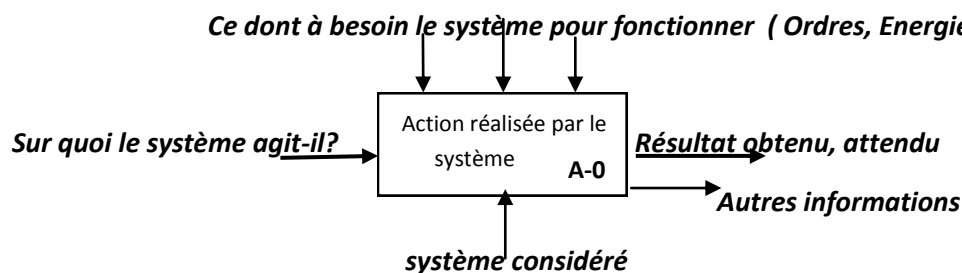 Ce dont à besoin le système pour fonctionner ( Ordres, Energie
Action réalisée par le
système
A-0
Sur quoi le système agit-il?
Résultat obtenu, attendu
Autres informations
système considéré